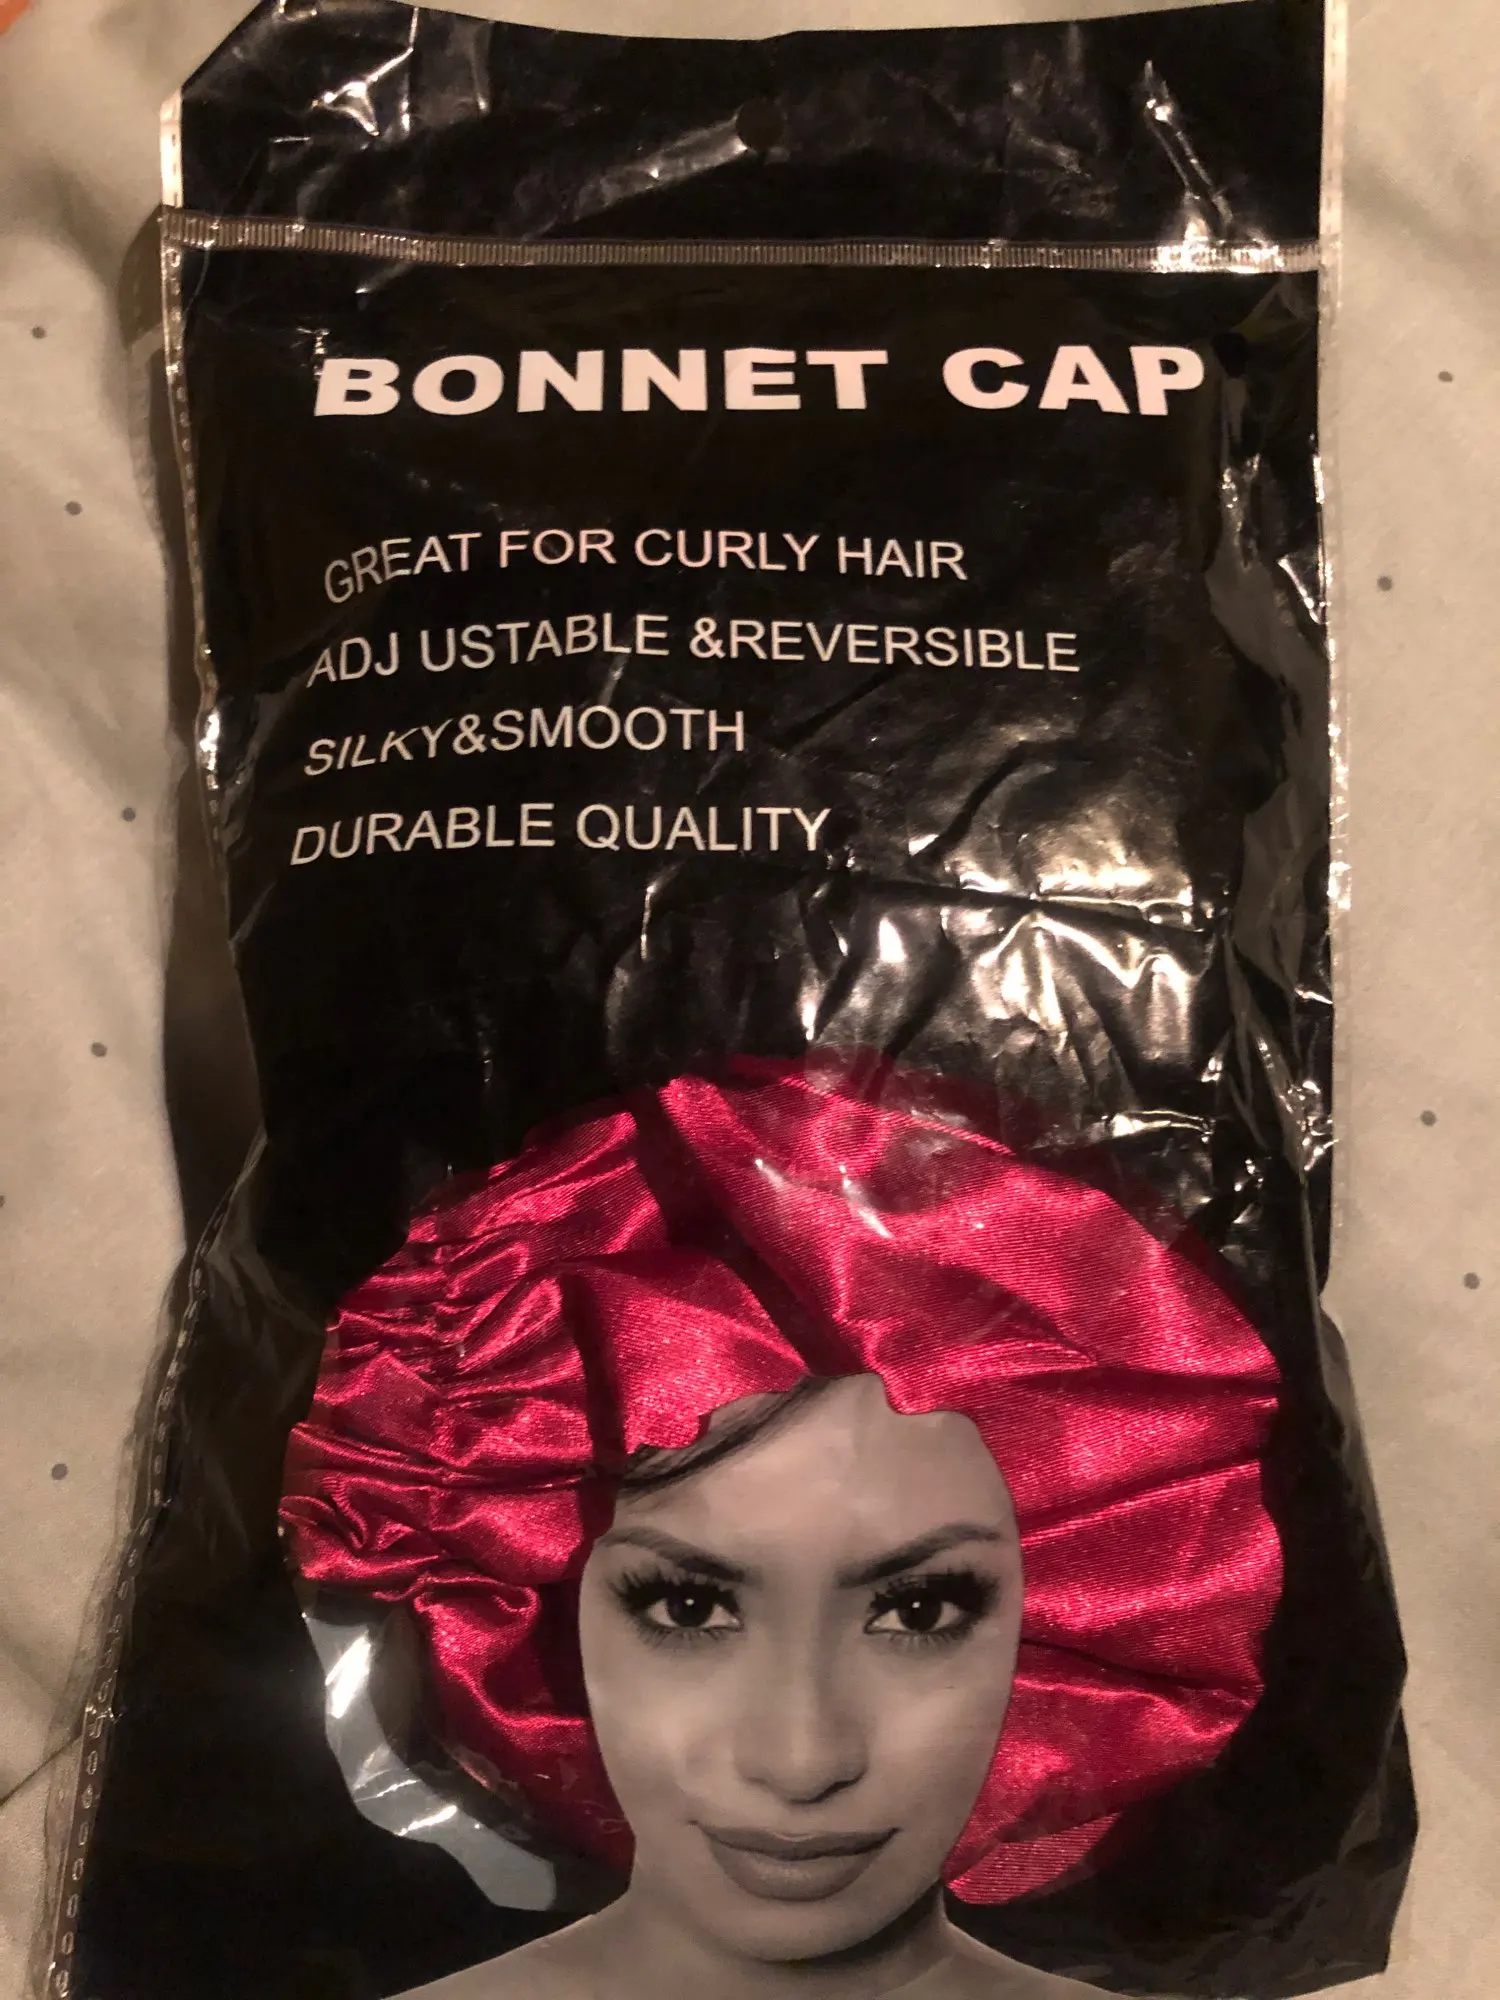 BONNET CAP
GREAT FOR CURLY HAIR
ADJ USTABLE &REVERSIBLE
SILKY&SMOOTH
DURABLE QUALITY